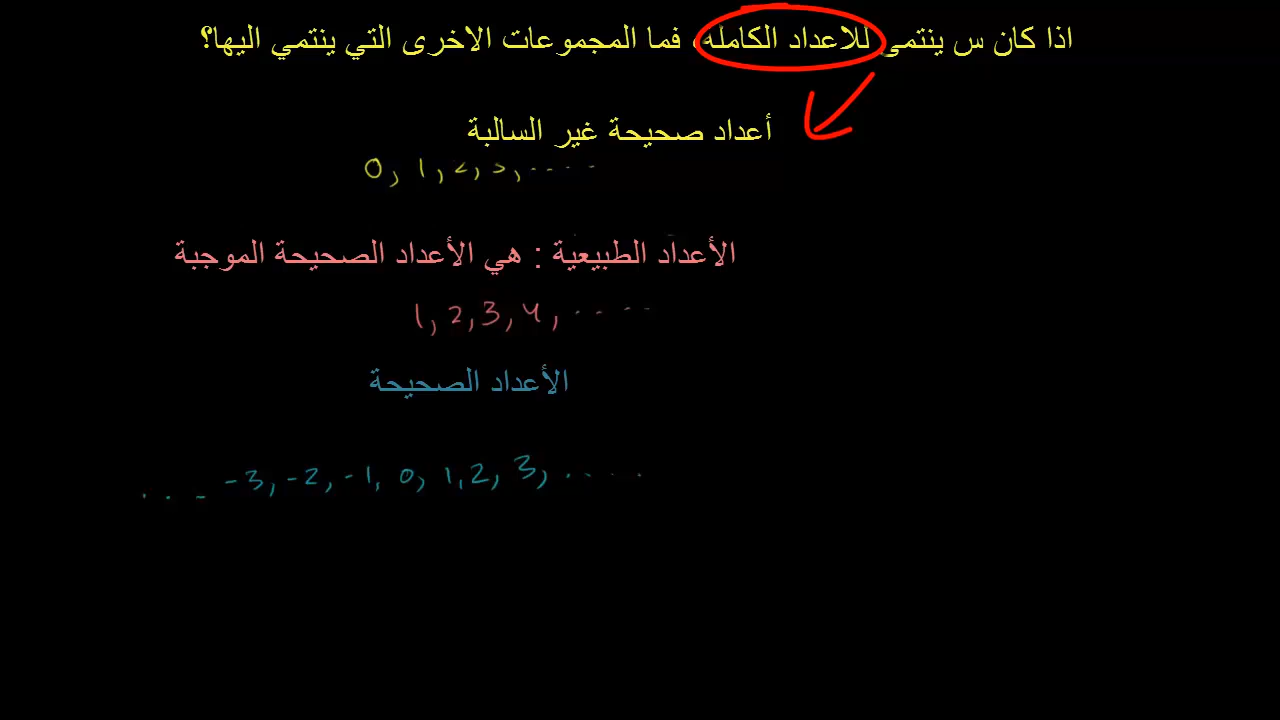 اذا كان س ينتمي للاعداد الكامله، فما المجموعات الاخرى التي ينتمي اليها؟
أعداد صحيحة غير السالبة
0, 1, 2, 3, ....
الأعداد الطبيعية : هي الأعداد الصحيحة الموجبة
1, 2, 3, 4, ....
الأعداد الصحيحة
... -3, -2, -1, 0, 1, 2, 3, ....